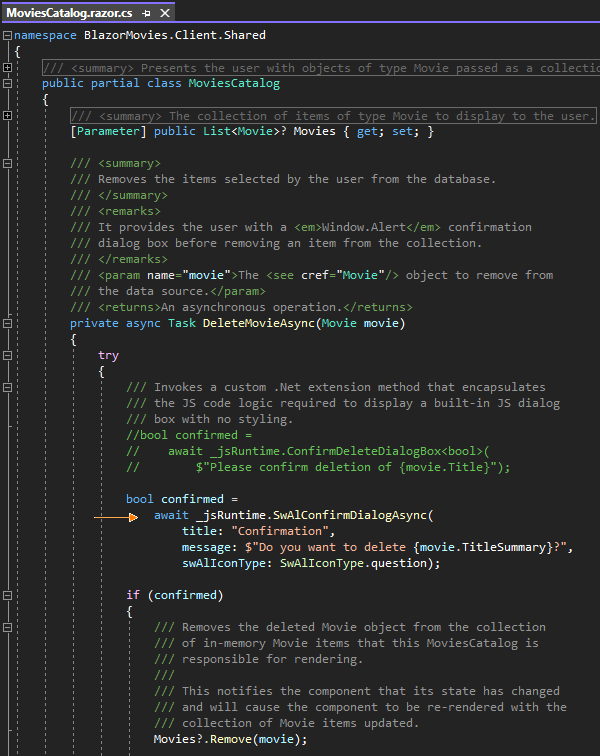 MoviesCatalog.razor.cs
namespace BlazorMovies.Client.Shared
{
/// <summary> Presents the user with objects of type Movie passed as a collectio
public partial class MoviesCatalog
{
/// <summary> The collection of items of type Movie to display to the user.
[Parameter] public List<Movie>? Movies { get; set; }
/// <summary>
/// Removes the items selected by the user from the database.
/// </summary>
/// <remarks>
/// It provides the user with a <em>Window.Alert</em> confirmation
/// dialog box before removing an item from the collection.
/// </remarks>
/// <param name="movie">The <see cref="Movie"/> object to remove from
/// the data source.</param>
/// <returns>An asynchronous operation.</returns>
private async Task DeleteMovieAsync(Movie movie)
{
try
{
/// Invokes a custom .Net extension method that encapsulates
/// the JS code logic required to display a built-in JS dialog
/// box with no styling.
//bool confirmed =
//    await _jsRuntime.ConfirmDeleteDialogBox<bool>(
//        $"Please confirm deletion of {movie.Title}");
bool confirmed =
await _jsRuntime.SwAlConfirmDialogAsync(
title: "Confirmation",
message: $"Do you want to delete {movie.TitleSummary}?",
swAlIconType: SwAlIconType.question);
if (confirmed)
{
/// Removes the deleted Movie object from the collection
/// of in-memory Movie items that this MoviesCatalog is
/// responsible for rendering.
///
/// This notifies the component that its state has changed
/// and will cause the component to be re-rendered with the
/// collection of Movie items updated.
Movies?.Remove(movie);